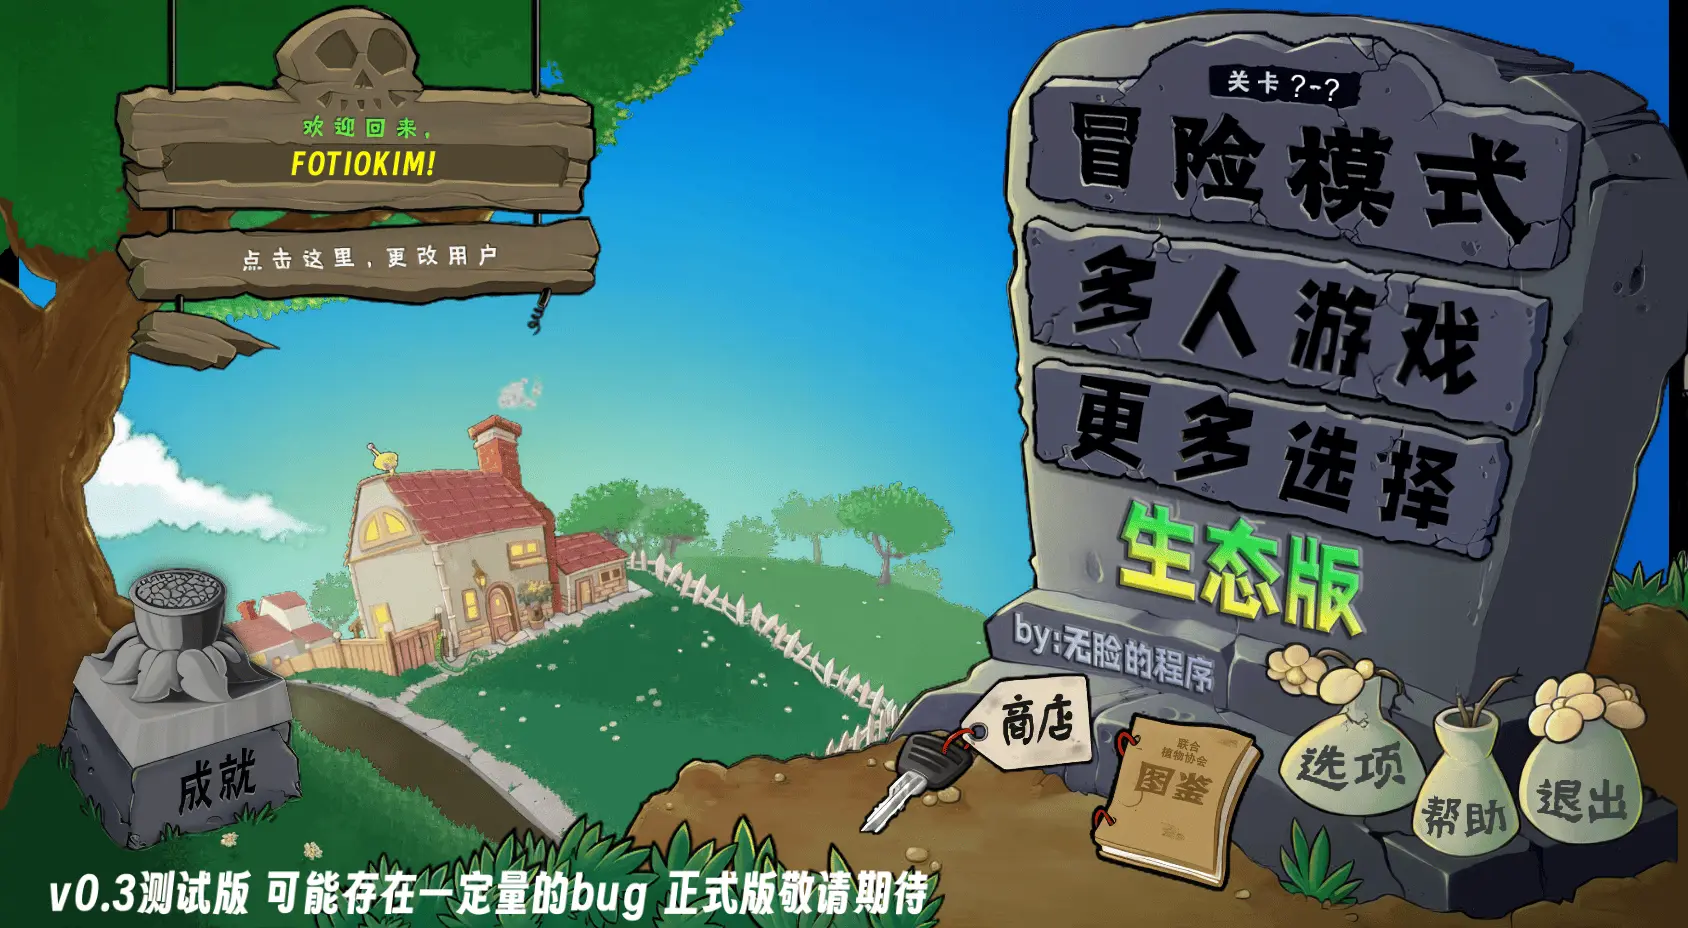 欢迎回来,
FOTIOKIM!
点击这里,更改用户
关卡?-?
冒险模式
多人游戏
更多选择
生态版
by:无脸的程序
商店
联合
植物协会
图鉴
选项
帮助
退出
成就
v0.3测试版 可能存在一定量的bug 正式版敬请期待